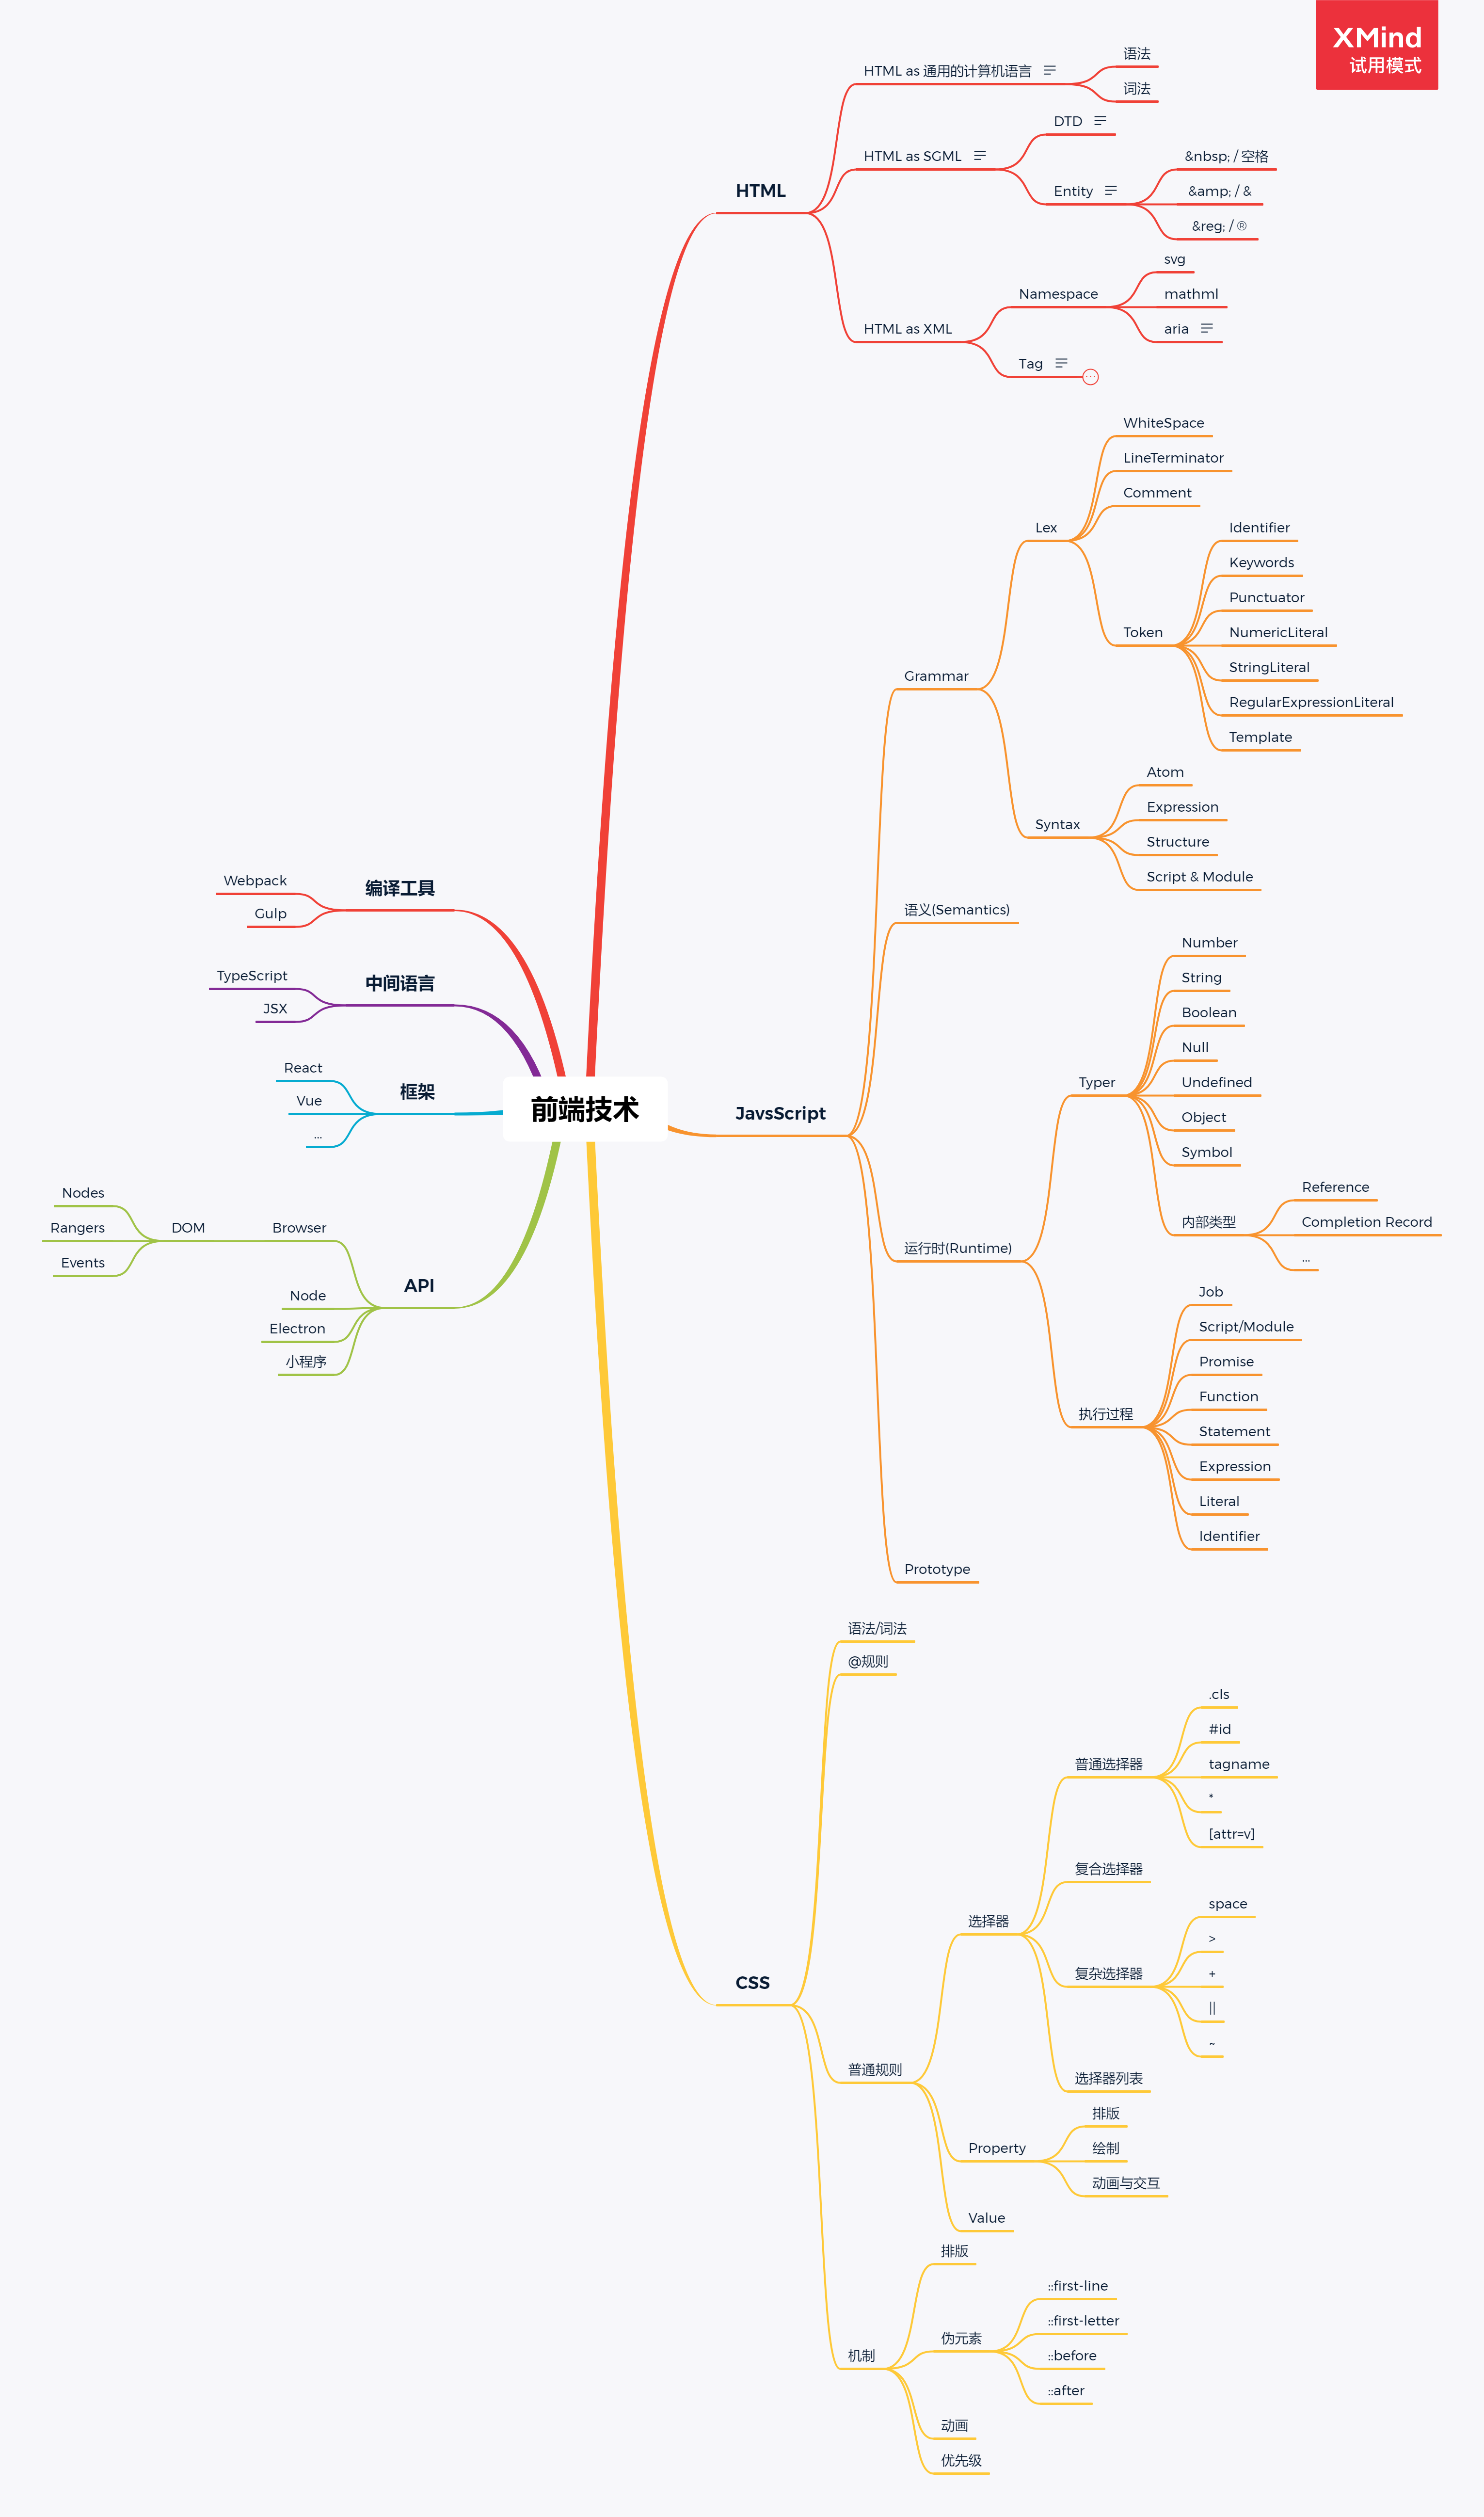 XMind
试用模式
HTML
HTML as 通用的计算机语言
语法
词法
HTML as SGML
DTD
Entity
&nbsp; / 空格
&amp; / &
&reg; / ®
HTML as XML
Namespace
svg
mathml
aria
Tag
前端技术
JavsScript
Grammar
Lex
WhiteSpace
LineTerminator
Comment
Token
Identifier
Keywords
Punctuator
NumericLiteral
StringLiteral
RegularExpressionLiteral
Template
Syntax
Atom
Expression
Structure
Script & Module
语义(Semantics)
运行时(Runtime)
Typer
Number
String
Boolean
Null
Undefined
Object
Symbol
内部类型
Reference
Completion Record
...
执行过程
Job
Script/Module
Promise
Function
Statement
Expression
Literal
Identifier
Prototype
CSS
语法/词法
@规则
普通规则
选择器
普通选择器
.cls
#id
tagname
*
[attr=v]
复合选择器
复杂选择器
space
>
+
||
~
选择器列表
Property
排版
绘制
动画与交互
Value
机制
排版
伪元素
::first-line
::first-letter
::before
::after
动画
优先级
编译工具
Webpack
Gulp
中间语言
TypeScript
JSX
框架
React
Vue
...
API
Browser
DOM
Nodes
Rangers
Events
Node
Electron
小程序